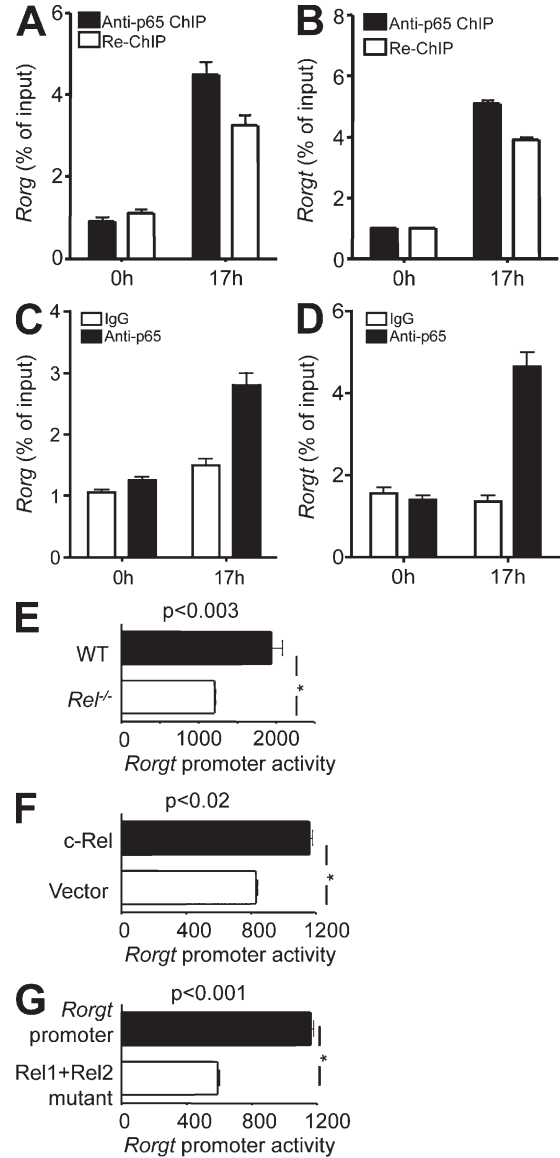 A
Anti-p65 ChIP
Re-ChIP
Rorg (% of input)
6
4
2
0
0h
17h
B
Anti-p65 ChIP
Re-ChIP
Rorgt (% of input)
8
6
4
2
0
0h
17h
C
IgG
Anti-p65
Rorg (% of input)
4
3
2
1
0
0h
17h
D
IgG
Anti-p65
Rorgt (% of input)
6
4
2
0
0h
17h
E
p<0.003
WT
Rel-/-
*
0 1000 2000
Rorgt promoter activity
F
p<0.02
c-Rel
Vector
*
0 400 800 1200
Rorgt promoter activity
G
p<0.001
Rorgt
promoter
Rel1+Rel2
mutant
*
0 400 800 1200
Rorgt promoter activity